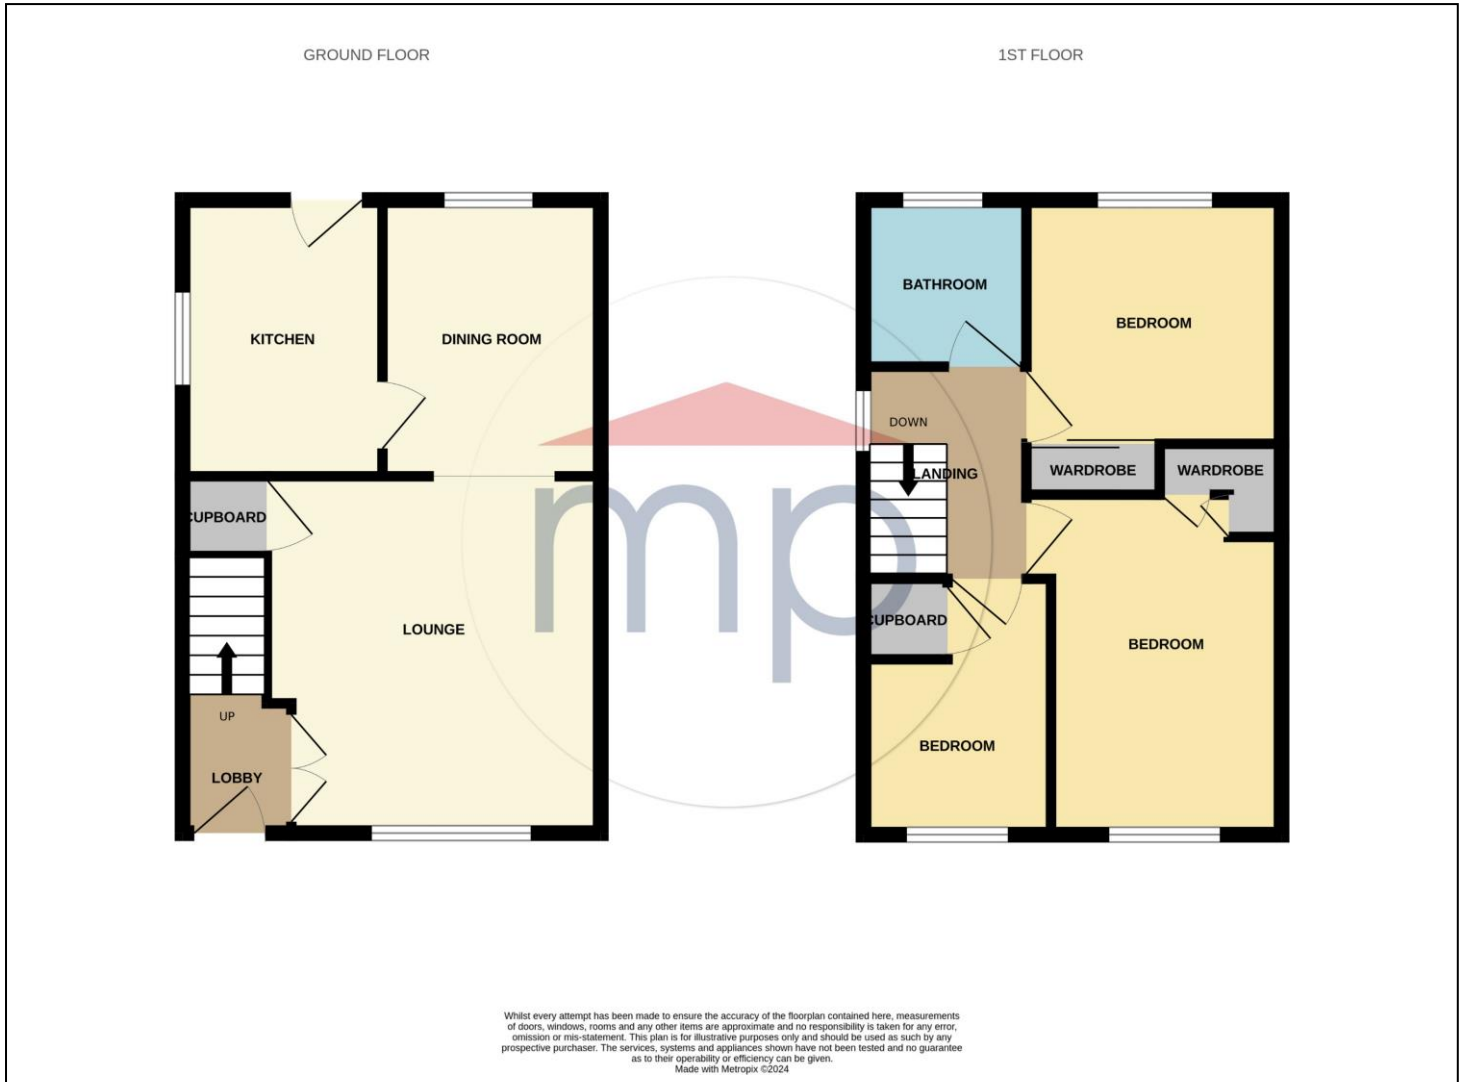 GROUND FLOOR
1ST FLOOR
KITCHEN
DINING ROOM
CUPBOARD
LOUNGE
UP
LOBBY
BATHROOM
BEDROOM
DOWN
LANDING
WARDROBE
WARDROBE
CUPBOARD
BEDROOM
BEDROOM
mp
Whilst every attempt has been made to ensure the accuracy of the floorplan contained here, measurements
of doors, windows, rooms and any other items are approximate and no responsibility is taken for any error,
omission or mis-statement. This plan is for illustrative purposes only and should be used as such by any
prospective purchaser. The services, systems and appliances shown have not been tested and no guarantee
as to their operability or efficiency can be given.
Made with Metropix ©2024